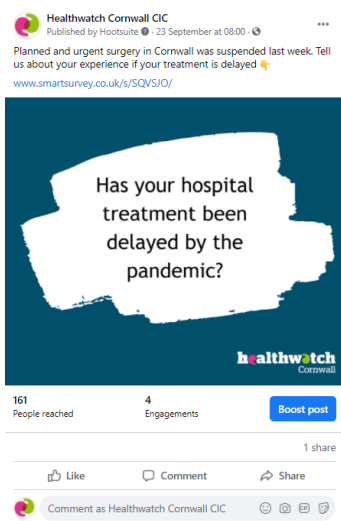 Healthwatch Cornwall CIC
Published by Hootsuite · 23 September at 08:00 ·
Planned and urgent surgery in Cornwall was suspended last week. Tell
us about your experience if your treatment is delayed 👇
www.smartsurvey.co.uk/s/SQVSJO/
Has your hospital
treatment been
delayed by the
pandemic?
healthwatch
Cornwall
161
People reached
4
Engagements
Boost post
1 share
Like
Comment
Share
Comment as Healthwatch Cornwall CIC
GIF